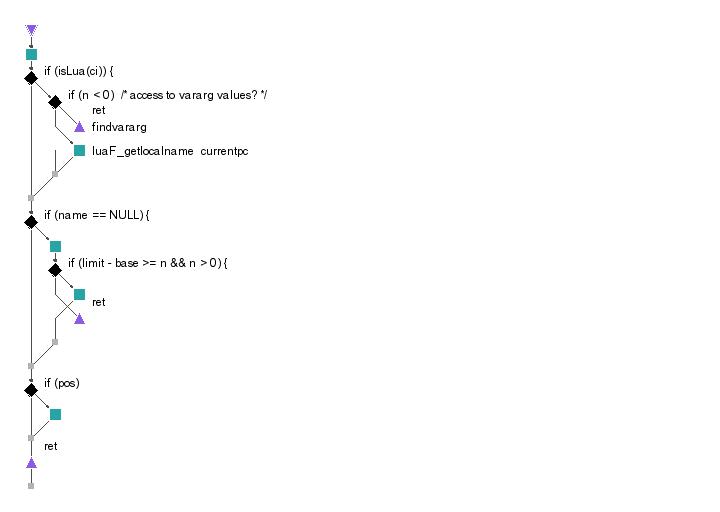 if (isLua(ci)) {
if (n < 0)  /* access to vararg values? */
ret
findvararg
luaF_getlocalname  currentpc
if (name == NULL) {
if (limit - base >= n && n > 0) {
ret
if (pos)
ret